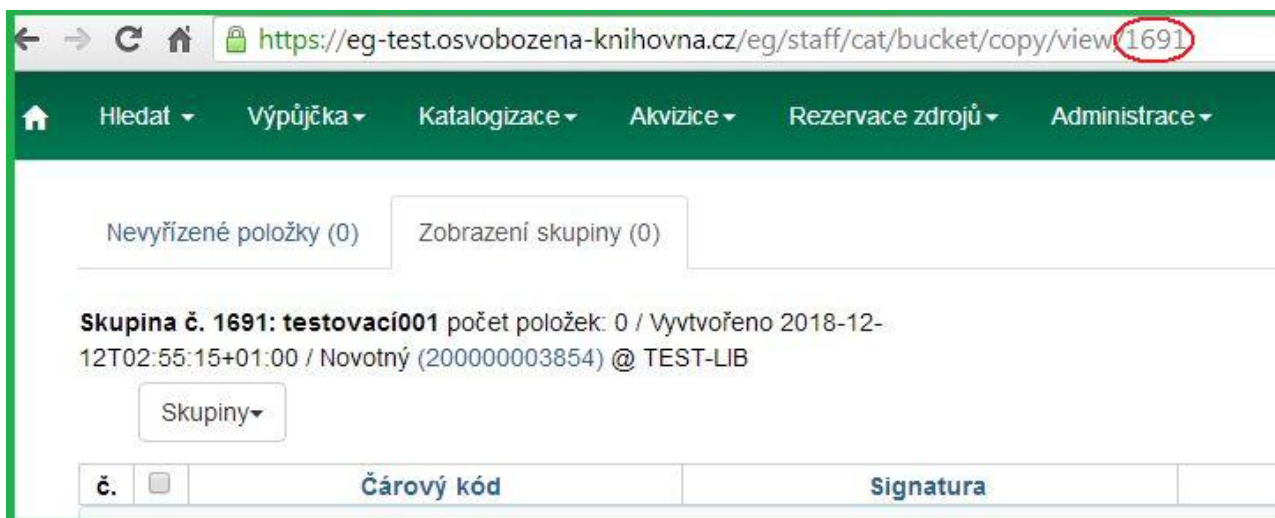 https://eg-test.osvobozena-knihovna.cz/eg/staff/cat/bucket/copy/view/1691
Hledat Výpůjčka Katalogizace Akvizice Rezervace zdrojů Administrace
Nevyřízené položky (0) Zobrazení skupiny (0)
Skupina č. 1691: testovací001 počet položek: 0 / Vyvtvořeno 2018-12-
12T02:55:15+01:00 / Novotný (200000003854) @ TEST-LIB
Skupiny
č. Čárový kód Signatura